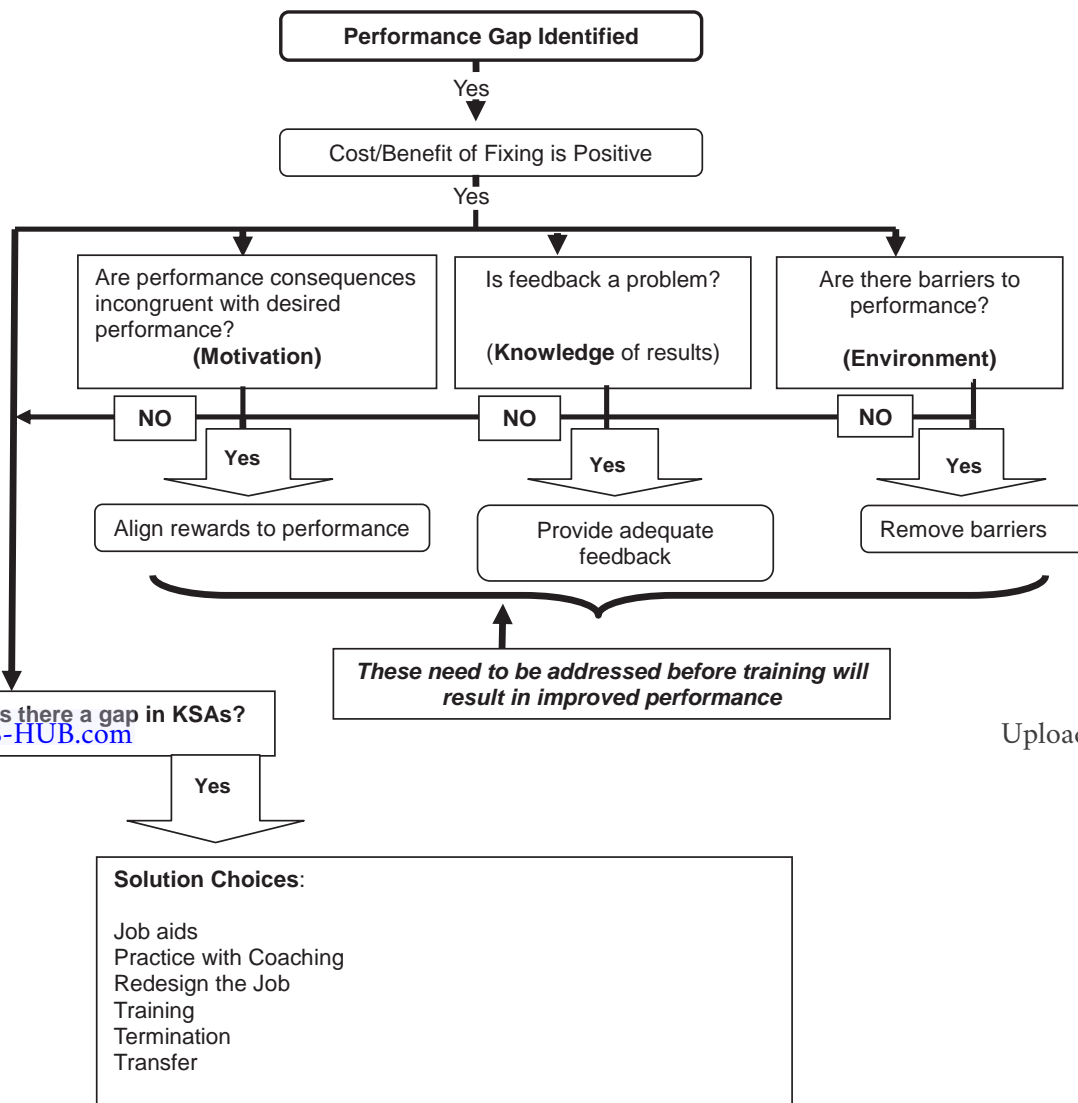 Performance Gap Identified
Yes
Cost/Benefit of Fixing is Positive
Yes
Are performance consequences
incongruent with desired
performance?
(Motivation)
Is feedback a problem?
(Knowledge of results)
Are there barriers to
performance?
(Environment)
NO
NO
NO
Yes
Yes
Yes
Align rewards to performance
Provide adequate
feedback
Remove barriers
These need to be addressed before training will
result in improved performance
s there a gap in KSAs?
-HUB.com
Upload
Yes
Solution Choices:
Job aids
Practice with Coaching
Redesign the Job
Training
Termination
Transfer